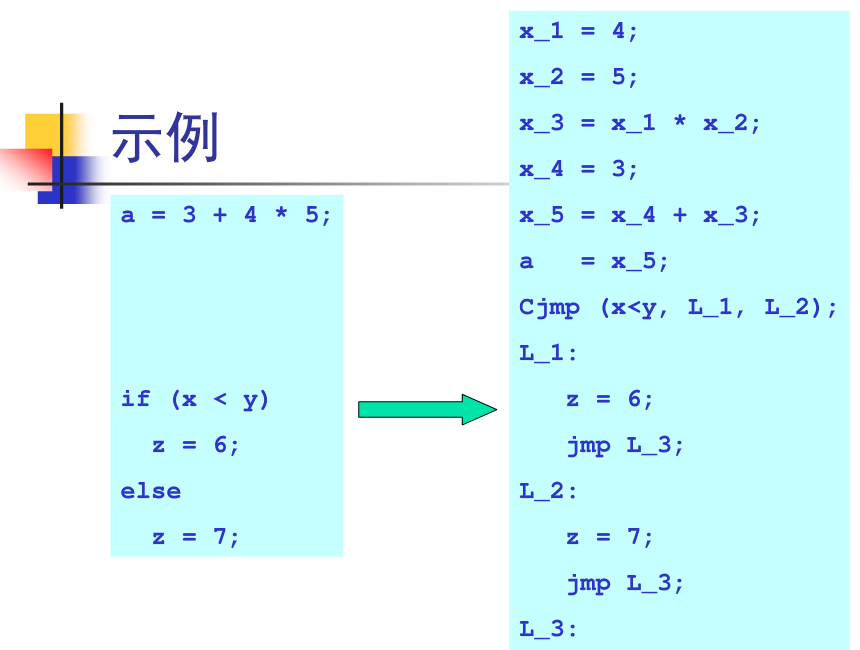 示例
a = 3 + 4 * 5;
if (x < y)
  z = 6;
else
  z = 7;
x_1 = 4;
x_2 = 5;
x_3 = x_1 * x_2;
x_4 = 3;
x_5 = x_4 + x_3;
a   = x_5;
Cjmp (x<y, L_1, L_2);
L_1:
   z = 6;
   jmp L_3;
L_2:
   z = 7;
   jmp L_3;
L_3: